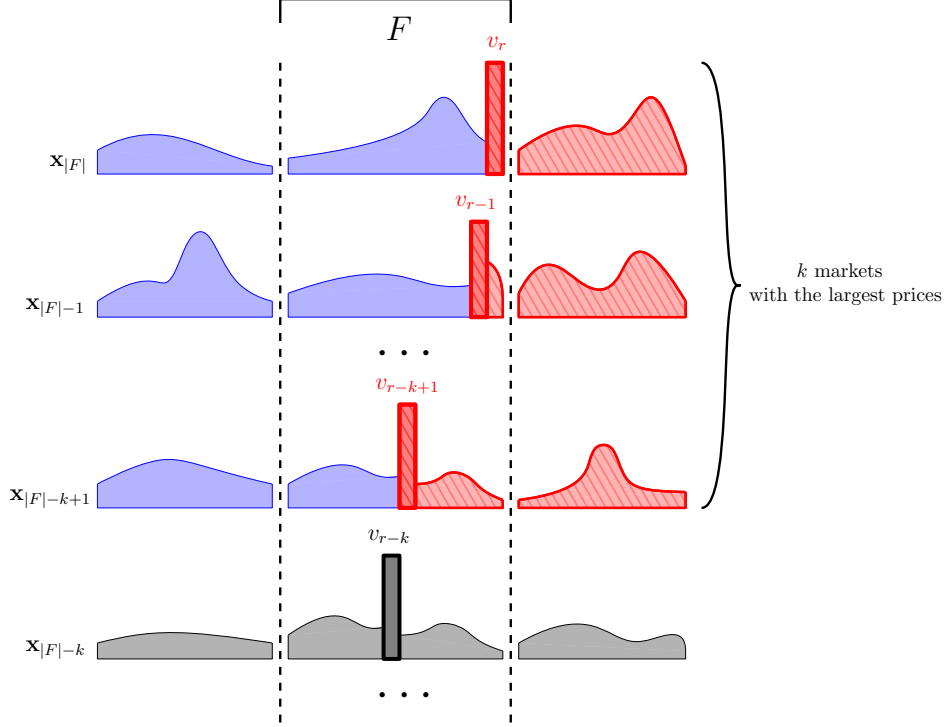 F
v_r
x_{|F|}
v_{r−1}
x_{|F|−1}
k markets
with the largest prices
. . .
v_{r−k+1}
x_{|F|−k+1}
v_{r−k}
x_{|F|−k}
. . .